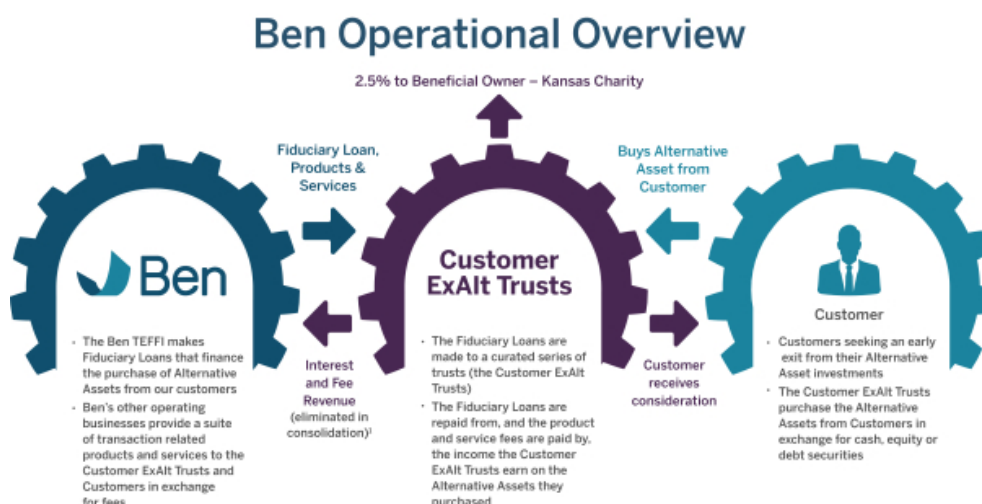 Ben Operational Overview
2.5% to Beneficial Owner – Kansas Charity
Fiduciary Loan,
Products &
Services
Buys Alternative
Asset from
Customer
Ben
Customer
ExAlt Trusts
Customer
• The Ben TEFFI makes
Fiduciary Loans that finance
the purchase of Alternative
Assets from our customers
• Ben's other operating
businesses provide a suite
of transaction related
products and services to the
Customer ExAlt Trusts and
Customers in exchange
for fees
Interest
and Fee
Revenue
(eliminated in
consolidation)¹
• The Fiduciary Loans are
made to a curated series of
trusts (the Customer ExAlt
Trusts)
• The Fiduciary Loans are
repaid from, and the product
and service fees are paid by,
the income the Customer
ExAlt Trusts earn on the
Alternative Assets they
purchased
Customer
receives
consideration
• Customers seeking an early
exit from their Alternative
Asset investments
• The Customer ExAlt Trusts
purchase the Alternative
Assets from Customers in
exchange for cash, equity or
debt securities